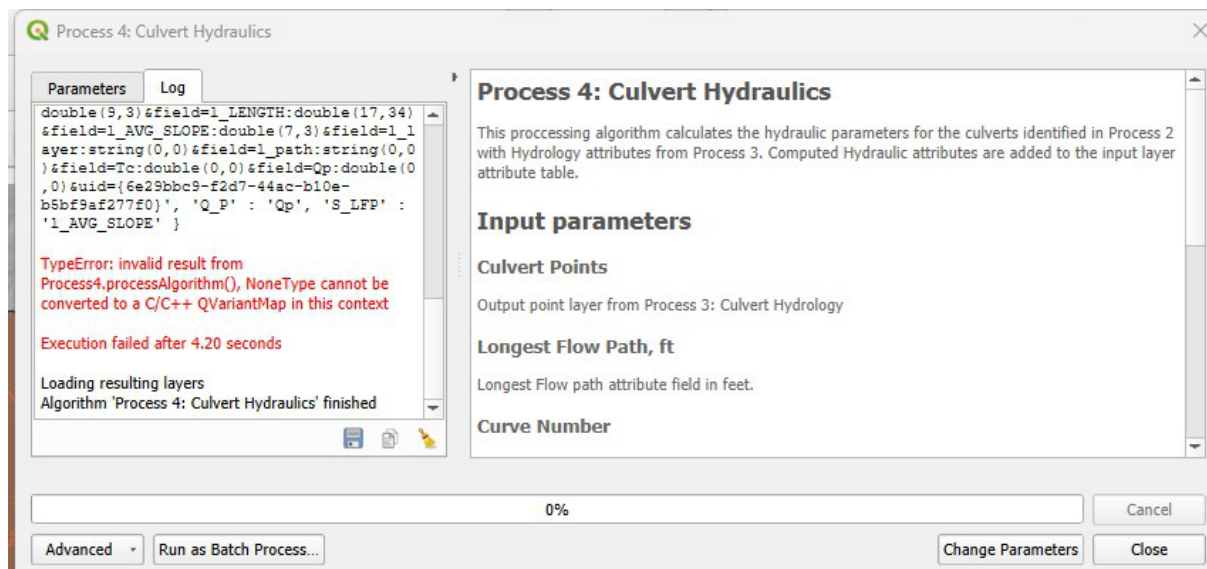 Process 4: Culvert Hydraulics
Parameters
Log
double(9,3)&field=l_LENGTH:double(17,34)
&field=l_AVG_SLOPE:double(7,3)&field=l_l
ayer:string(0,0)&field=l_path:string(0,0
)&field=Tc:double(0,0)&field=Qp:double(0
,0)&uid={6e29bbc9-f2d7-44ac-b10e-
b5bf9af277f0}', 'Q_P' : 'Qp', 'S_LFP' :
'l_AVG_SLOPE' }
TypeError: invalid result from
Process4.processAlgorithm(), NoneType cannot be
converted to a C/C++ QVariantMap in this context
Execution failed after 4.20 seconds
Loading resulting layers
Algorithm 'Process 4: Culvert Hydraulics' finished
Process 4: Culvert Hydraulics
This proccessing algorithm calculates the hydraulic parameters for the culverts identified in Process 2
with Hydrology attributes from Process 3. Computed Hydraulic attributes are added to the input layer
attribute table.
Input parameters
Culvert Points
Output point layer from Process 3: Culvert Hydrology
Longest Flow Path, ft
Longest Flow path attribute field in feet.
Curve Number
0%
Cancel
Advanced
Run as Batch Process...
Change Parameters
Close